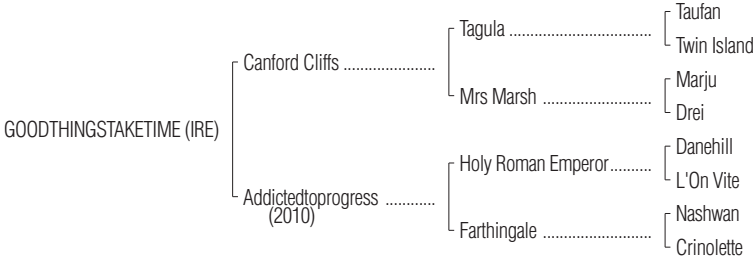 Taufan
Tagula ..................................
Twin Island
Canford Cliffs ......................
Marju
Mrs Marsh ..........................
Drei
GOODTHINGSTAKETIME (IRE)
Danehill
Holy Roman Emperor..........
L'On Vite
Addictedtoprogress ............
(2010)
Nashwan
Farthingale ..........................
Crinolette